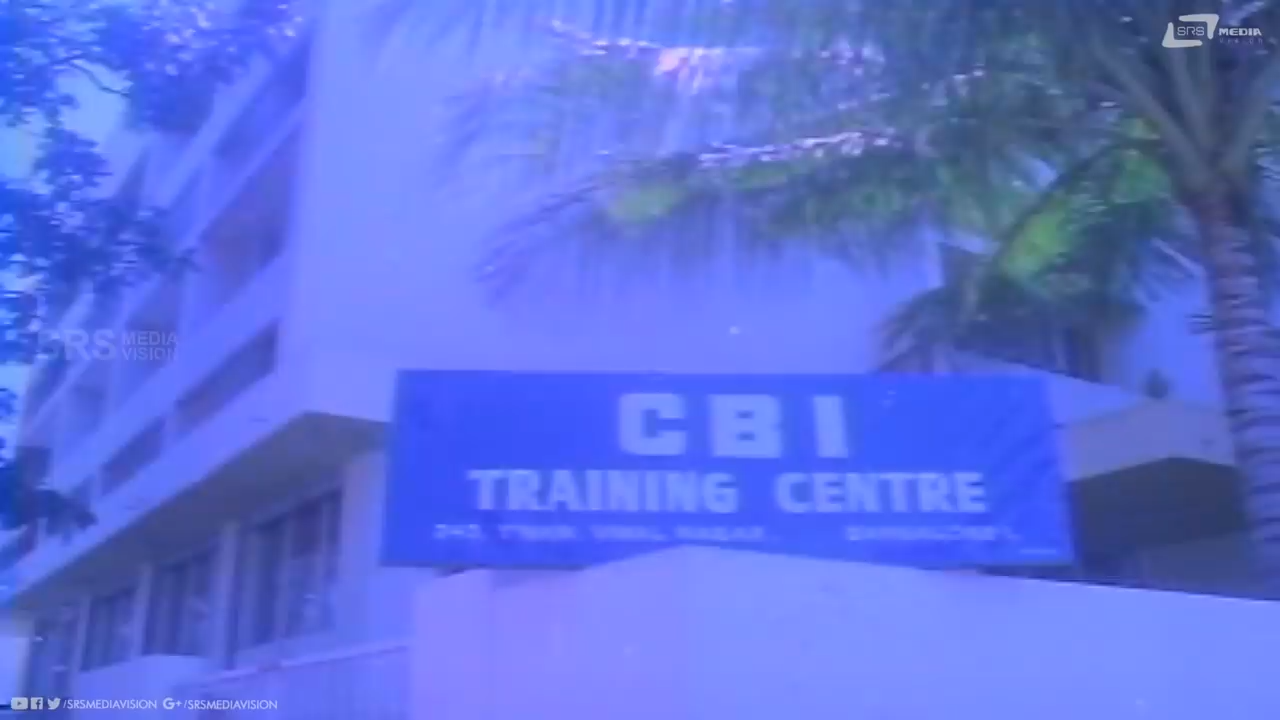 SRS MEDIA
VISION
SRS MEDIA
VISION
CBI
TRAINING CENTRE
/SRSMEDIAVISION G+/SRSMEDIAVISION